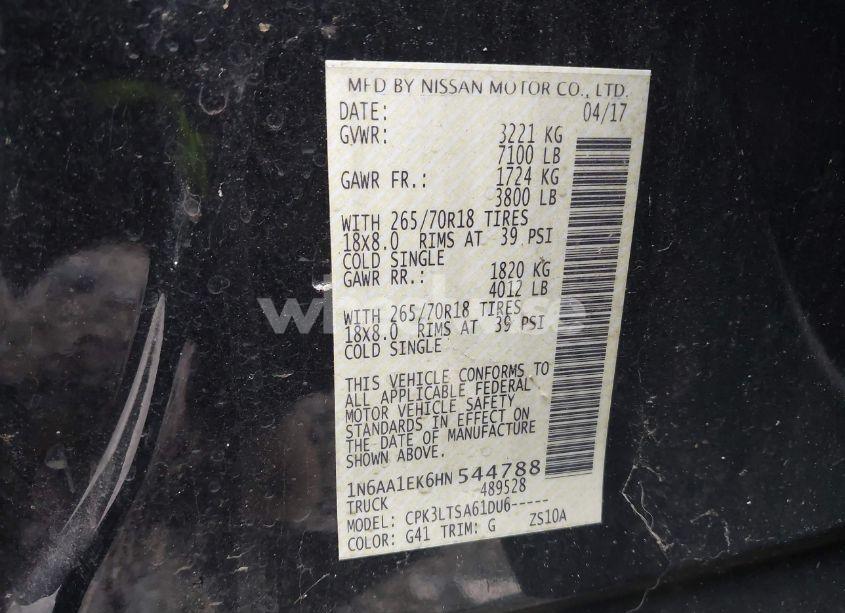 MFD BY NISSAN MOTOR CO., LTD.
DATE: 04/17
GVWR: 3221 KG
7100 LB
GAWR FR.: 1724 KG
3800 LB
WITH 265/70R18 TIRES
18x8.0 RIMS AT 39 PSI
COLD SINGLE
GAWR RR.: 1820 KG
4012 LB
WITH 265/70R18 TIRES
18x8.0 RIMS AT 39 PSI
COLD SINGLE
THIS VEHICLE CONFORMS TO
ALL APPLICABLE FEDERAL
MOTOR VEHICLE SAFETY
STANDARDS IN EFFECT ON
THE DATE OF MANUFACTURE
SHOWN ABOVE.
1N6AA1EK6HN544788
TRUCK 489528
MODEL: CPK3LTSA61DU6-----
COLOR: G41 TRIM: G ZS10A